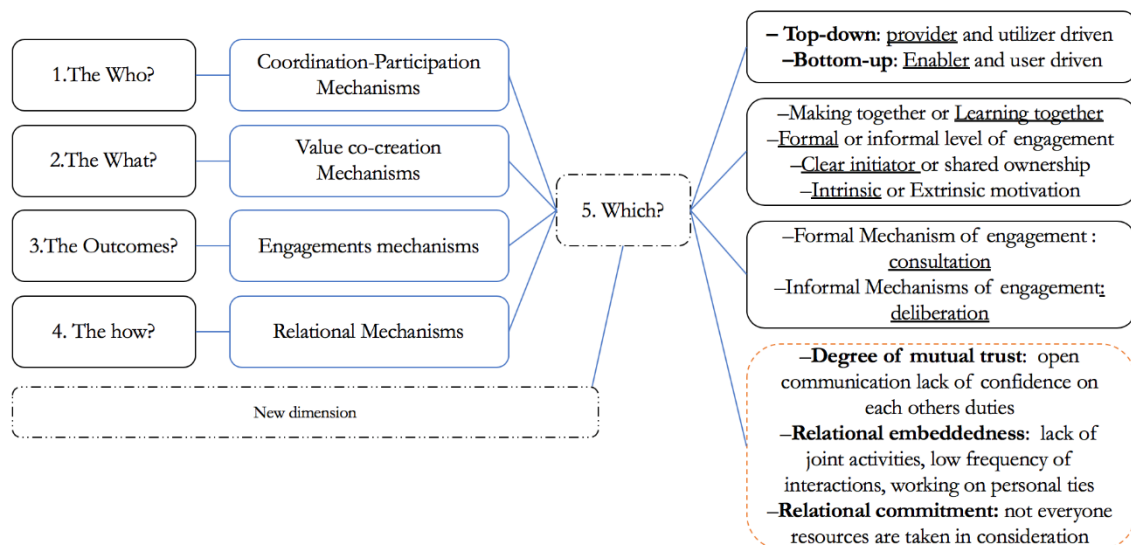 1.The Who?
Coordination-Participation
Mechanisms
2.The What?
Value co-creation
Mechanisms
3.The Outcomes?
Engagements mechanisms
4. The how?
Relational Mechanisms
New dimension
5. Which?
– Top-down: provider and utilizer driven
–Bottom-up: Enabler and user driven
–Making together or Learning together
–Formal or informal level of engagement
–Clear initiator or shared ownership
–Intrinsic or Extrinsic motivation
–Formal Mechanism of engagement :
consultation
–Informal Mechanisms of engagement:
deliberation
–Degree of mutual trust: open
communication lack of confidence on
each others duties
–Relational embeddedness: lack of
joint activities, low frequency of
interactions, working on personal ties
–Relational commitment: not everyone
resources are taken in consideration